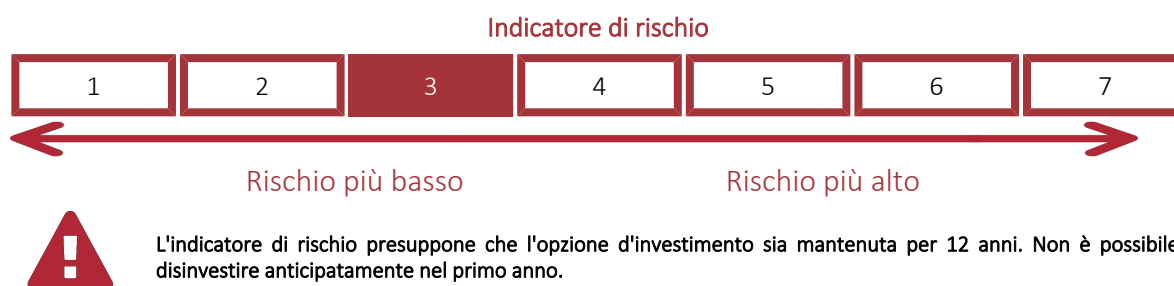 Indicatore di rischio
1 2 3 4 5 6 7
Rischio più basso Rischio più alto
L'indicatore di rischio presuppone che l'opzione d'investimento sia mantenuta per 12 anni. Non è possibile
disinvestire anticipatamente nel primo anno.